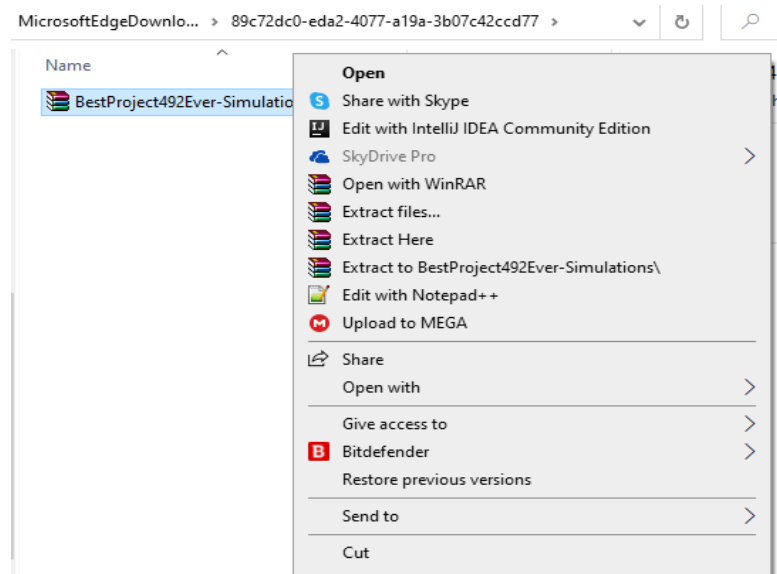 MicrosoftEdgeDownlo... > 89c72dc0-eda2-4077-a19a-3b07c42ccd77 >
Name
BestProject492Ever-Simulatio
Open
Share with Skype
Edit with IntelliJ IDEA Community Edition
SkyDrive Pro
Open with WinRAR
Extract files...
Extract Here
Extract to BestProject492Ever-Simulations\
Edit with Notepad++
Upload to MEGA
Share
Open with
Give access to
Bitdefender
Restore previous versions
Send to
Cut